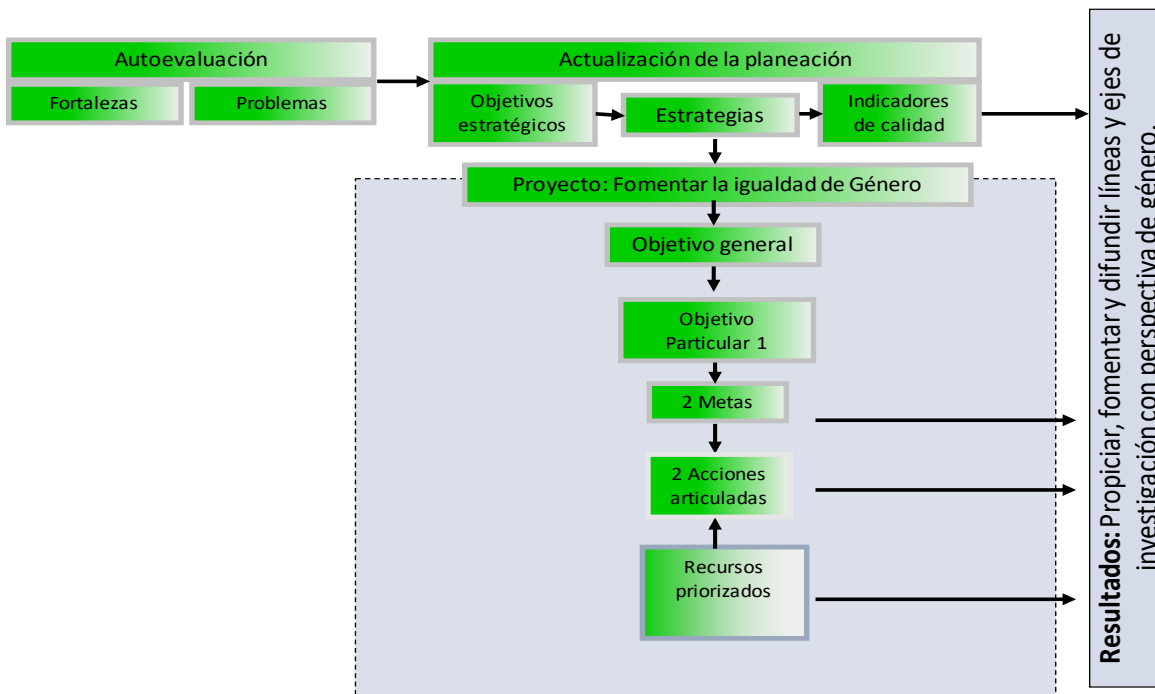 Autoevaluación
Fortalezas
Problemas
Actualización de la planeación
Objetivos
estratégicos
Estrategias
Indicadores
de calidad
Proyecto: Fomentar la igualdad de Género
Objetivo general
Objetivo
Particular 1
2 Metas
2 Acciones
articuladas
Recursos
priorizados
Resultados: Propiciar, fomentar y difundir líneas y ejes de
investigación con perspectiva de género.